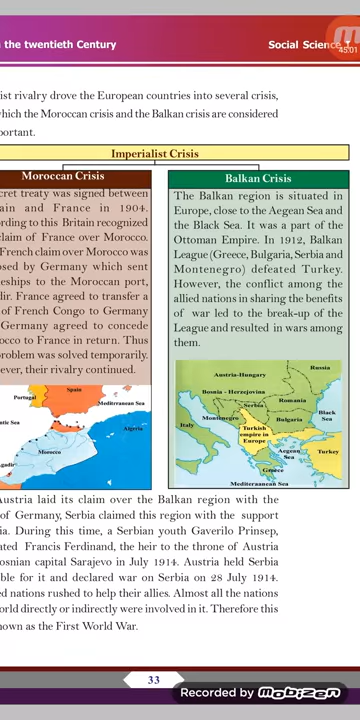 the twentieth Century
Social Science I
45:01
ist rivalry drove the European countries into several crisis,
which the Moroccan crisis and the Balkan crisis are considered
portant.
Imperialist Crisis
Moroccan Crisis
cret treaty was signed between
ain and France in 1904.
rding to this Britain recognized
claim of France over Morocco.
French claim over Morocco was
osed by Germany which sent
eships to the Moroccan port,
dir. France agreed to transfer a
of French Congo to Germany
Germany agreed to concede
occo to France in return. Thus
problem was solved temporarily.
ever, their rivalry continued.
Balkan Crisis
The Balkan region is situated in
Europe, close to the Aegean Sea and
the Black Sea. It was a part of the
Ottoman Empire. In 1912, Balkan
League (Greece, Bulgaria, Serbia and
Montenegro) defeated Turkey.
However, the conflict among the
allied nations in sharing the benefits
of war led to the break-up of the
League and resulted in wars among
them.
Spain
Portugal
Mediterranean Sea
ntic Sea
Algeria
Morocco
Agadir
Russia
Austria-Hungary
Bosnia - Herzejovina
Romania
Serbia
Black
Sea
Montenegro
Bulgaria
Italy
Turkish
empire in
Europe
Turkey
Aegean
Sea
Greece
Mediterranean Sea
Austria laid its claim over the Balkan region with the
of Germany, Serbia claimed this region with the support
ia. During this time, a Serbian youth Gaverilo Prinsep,
ated Francis Ferdinand, the heir to the throne of Austria
osnian capital Sarajevo in July 1914. Austria held Serbia
ble for it and declared war on Serbia on 28 July 1914.
ed nations rushed to help their allies. Almost all the nations
orld directly or indirectly were involved in it. Therefore this
nown as the First World War.
33
Recorded by mobizen